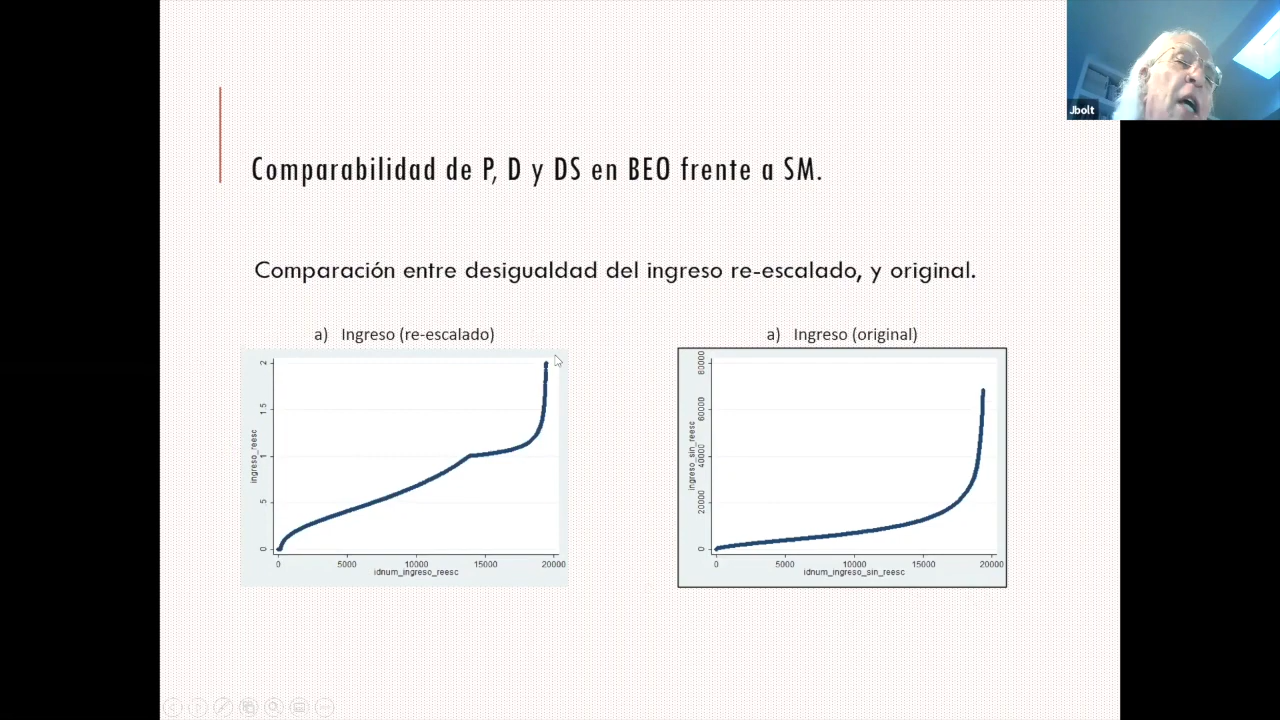 Jbolt
Comparabilidad de P, D y DS en BEO frente a SM.
Comparación entre desigualdad del ingreso re-escalado, y original.
a) Ingreso (re-escalado)
2
1.5
1
.5
0
ingreso_reesc
0 5000 10000 15000 20000
idnum_ingreso_reesc
a) Ingreso (original)
80000
60000
40000
20000
0
ingreso_sin_reesc
0 5000 10000 15000 20000
idnum_ingreso_sin_reesc